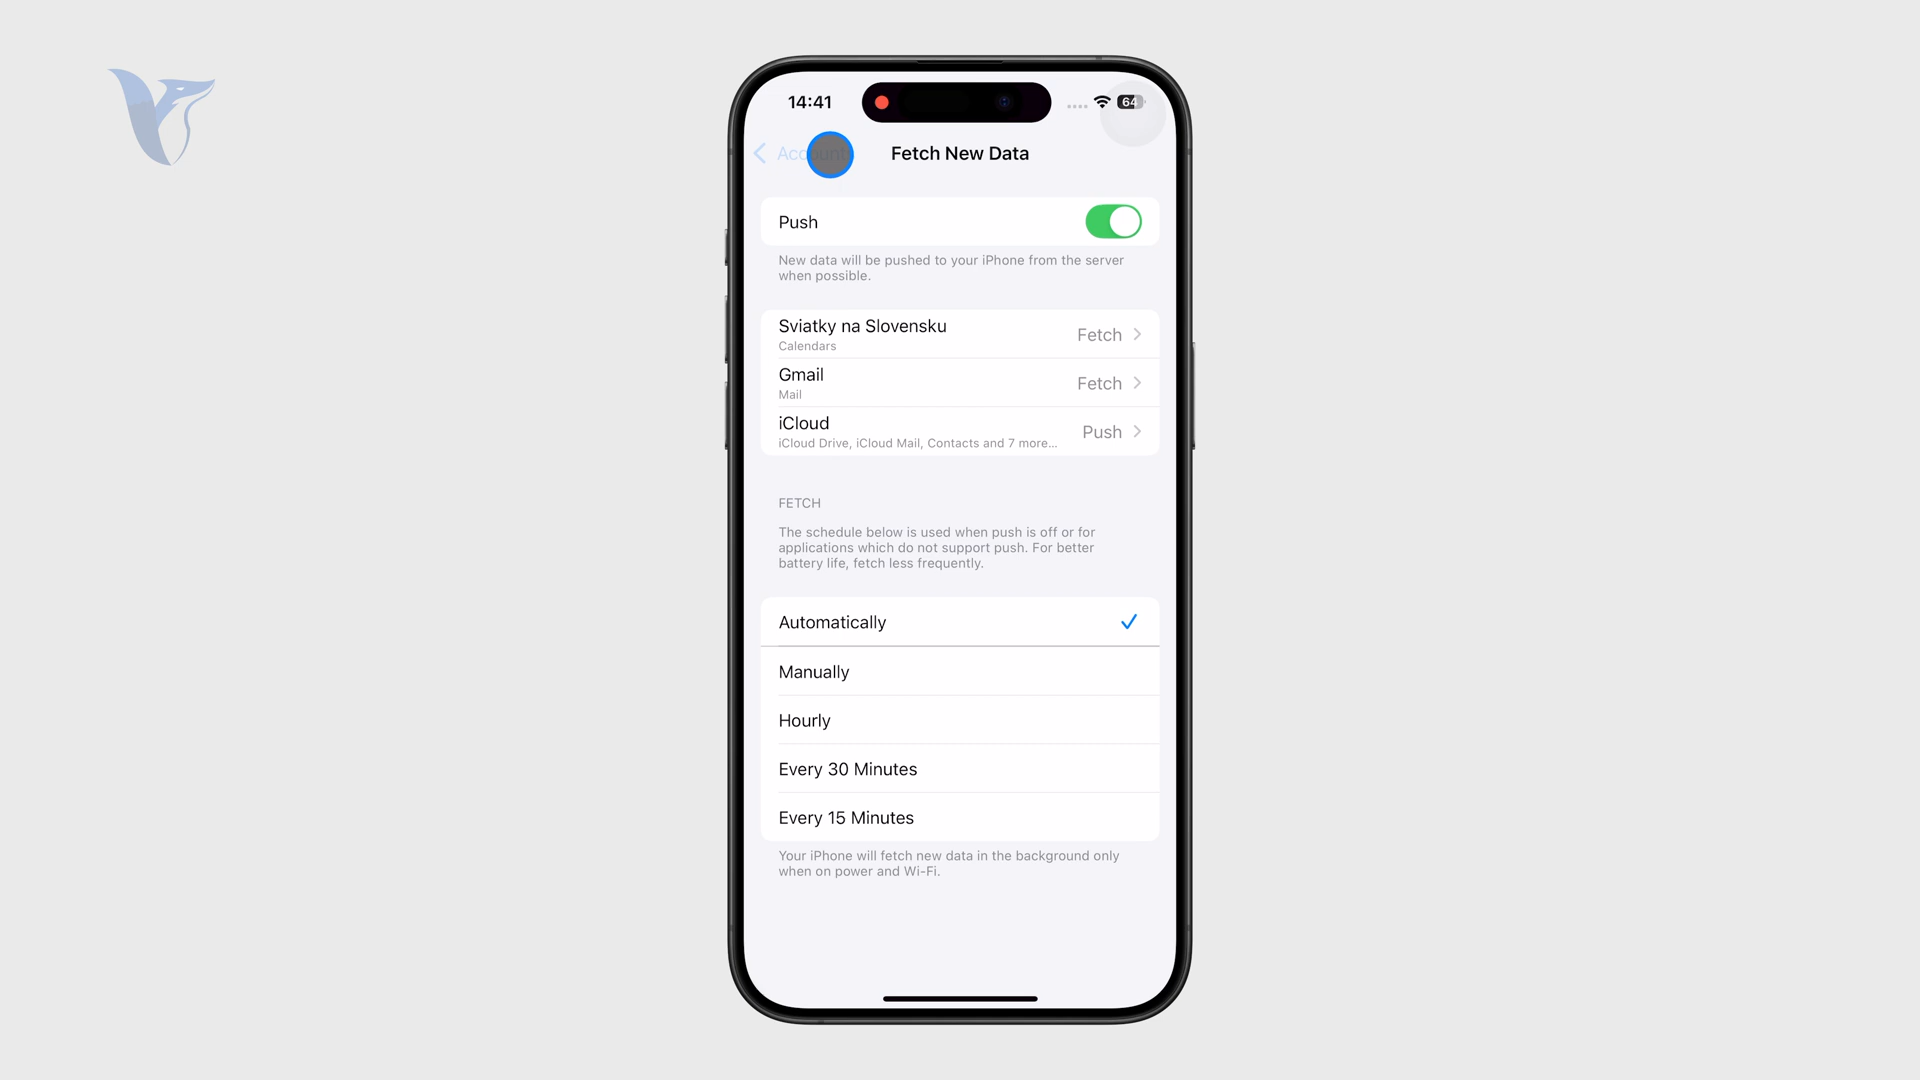 14:41
64
Accounts
Fetch New Data
Push
New data will be pushed to your iPhone from the server
when possible.
Sviatky na Slovensku
Calendars
Fetch
Gmail
Mail
Fetch
iCloud
iCloud Drive, iCloud Mail, Contacts and 7 more...
Push
FETCH
The schedule below is used when push is off or for
applications which do not support push. For better
battery life, fetch less frequently.
Automatically
Manually
Hourly
Every 30 Minutes
Every 15 Minutes
Your iPhone will fetch new data in the background only
when on power and Wi-Fi.